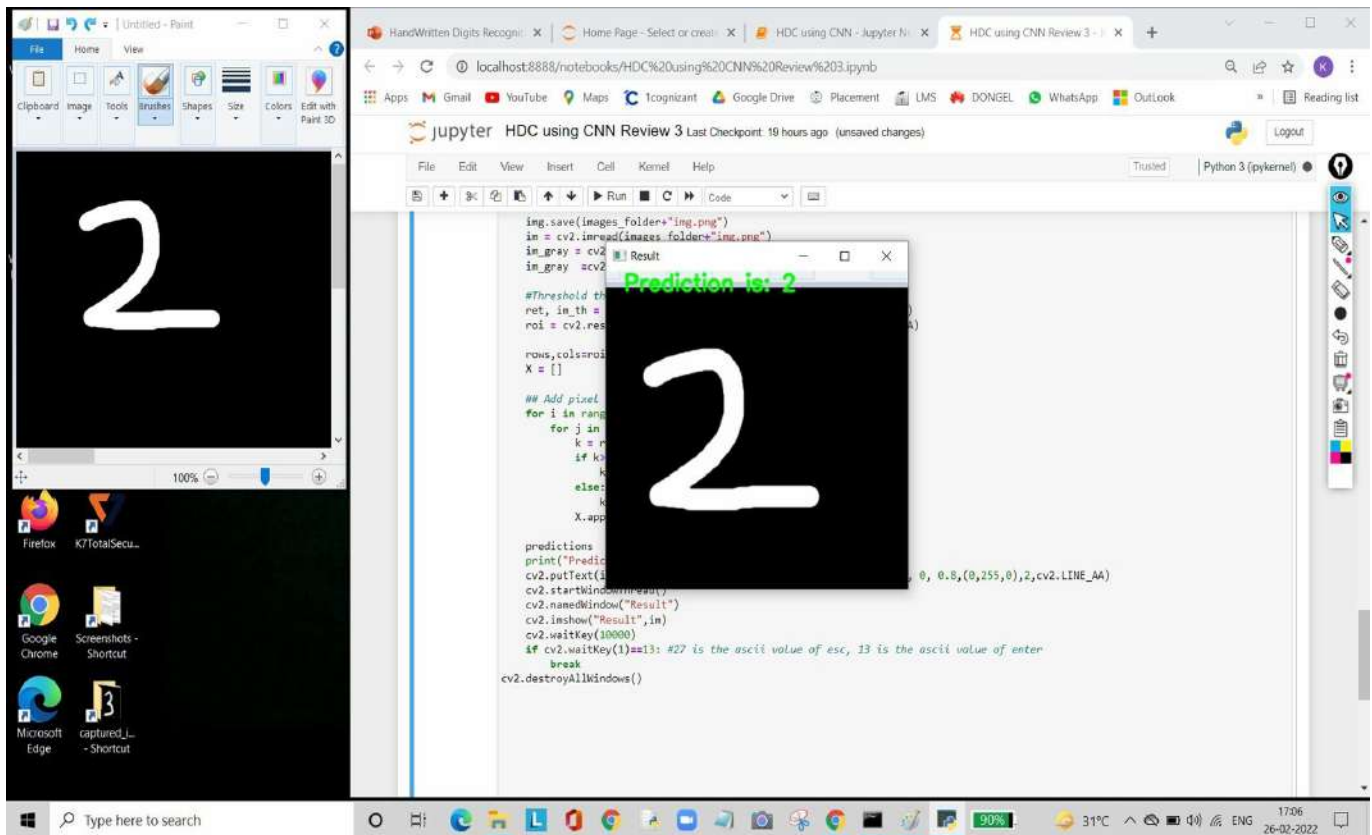 Untitled - Paint
File Home View
Clipboard Image Tools Brushes Shapes Size Colors Edit with Paint 3D
2
100%
Firefox
K7TotalSecu...
Google Chrome
Screenshots - Shortcut
Microsoft Edge
captured_i... - Shortcut
HandWritten Digits Recogni
Home Page - Select or create
HDC using CNN - Jupyter N
HDC using CNN Review 3 - J
localhost:8888/notebooks/HDC%20using%20CNN%20Review%203.ipynb
K
Apps Gmail YouTube Maps 1cognizant Google Drive Placement LMS DONGEL WhatsApp OutLook » Reading list
jupyter HDC using CNN Review 3 Last Checkpoint: 19 hours ago (unsaved changes) Logout
File Edit View Insert Cell Kernel Help Trusted Python 3 (ipykernel)
Run Code
img.save(images_folder+"img.png")
im = cv2.imread(images_folder+"img.png")
im_gray = cv2
im_gray =cv2
#Threshold th
ret, im_th =
roi = cv2.res
A)
rows,cols=roi
X = []
## Add pixel
for i in rang
for j in
k = r
if k>
k
else:
k
X.app
predictions
print("Predic
cv2.putText(i , 0, 0.8,(0,255,0),2,cv2.LINE_AA)
cv2.startWindowThread()
cv2.namedWindow("Result")
cv2.imshow("Result",im)
cv2.waitKey(10000)
if cv2.waitKey(1)==13: #27 is the ascii value of esc, 13 is the ascii value of enter
break
cv2.destroyAllWindows()
Result
Prediction is: 2
2
Type here to search
90%
31°C
ENG
17:06
26-02-2022